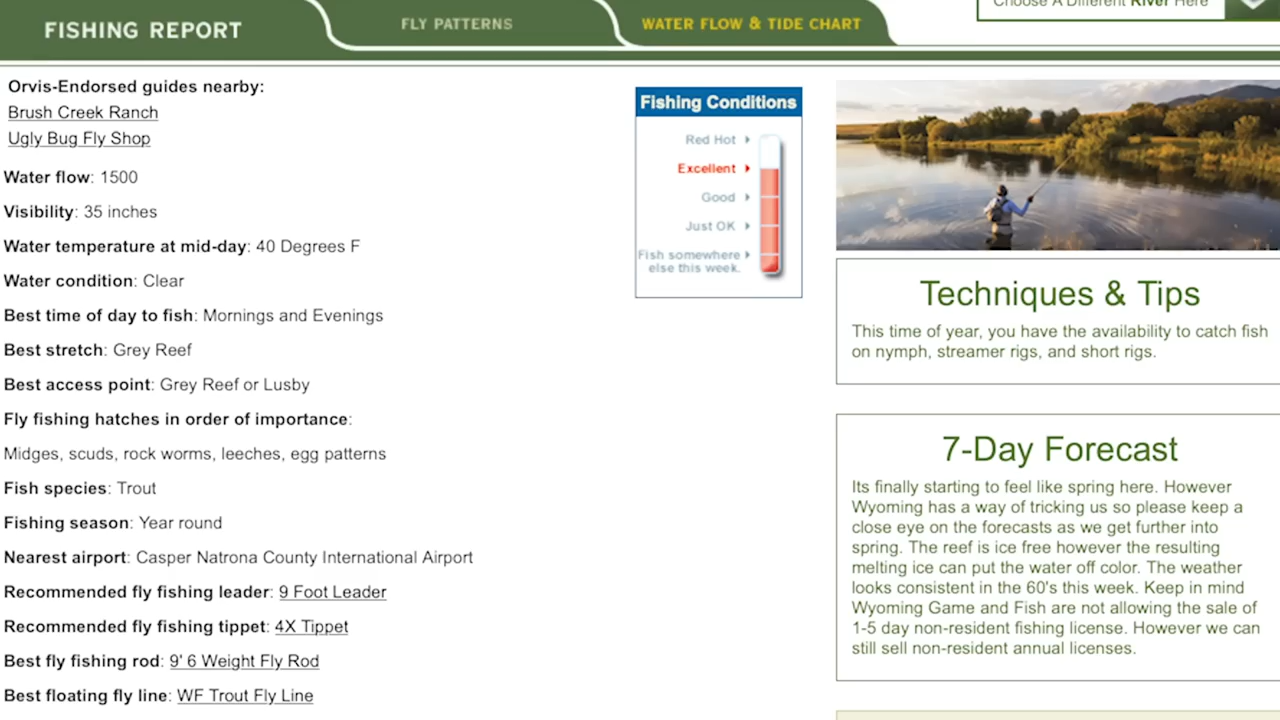 FISHING REPORT
FLY PATTERNS
WATER FLOW & TIDE CHART
Choose A Different River Here
Orvis-Endorsed guides nearby:
Brush Creek Ranch
Ugly Bug Fly Shop
Water flow: 1500
Visibility: 35 inches
Water temperature at mid-day: 40 Degrees F
Water condition: Clear
Best time of day to fish: Mornings and Evenings
Best stretch: Grey Reef
Best access point: Grey Reef or Lusby
Fly fishing hatches in order of importance:
Midges, scuds, rock worms, leeches, egg patterns
Fish species: Trout
Fishing season: Year round
Nearest airport: Casper Natrona County International Airport
Recommended fly fishing leader: 9 Foot Leader
Recommended fly fishing tippet: 4X Tippet
Best fly fishing rod: 9' 6 Weight Fly Rod
Best floating fly line: WF Trout Fly Line
Fishing Conditions
Red Hot
Excellent
Good
Just OK
Fish somewhere
else this week.
Techniques & Tips
This time of year, you have the availability to catch fish
on nymph, streamer rigs, and short rigs.
7-Day Forecast
Its finally starting to feel like spring here. However
Wyoming has a way of tricking us so please keep a
close eye on the forecasts as we get further into
spring. The reef is ice free however the resulting
melting ice can put the water off color. The weather
looks consistent in the 60's this week. Keep in mind
Wyoming Game and Fish are not allowing the sale of
1-5 day non-resident fishing license. However we can
still sell non-resident annual licenses.